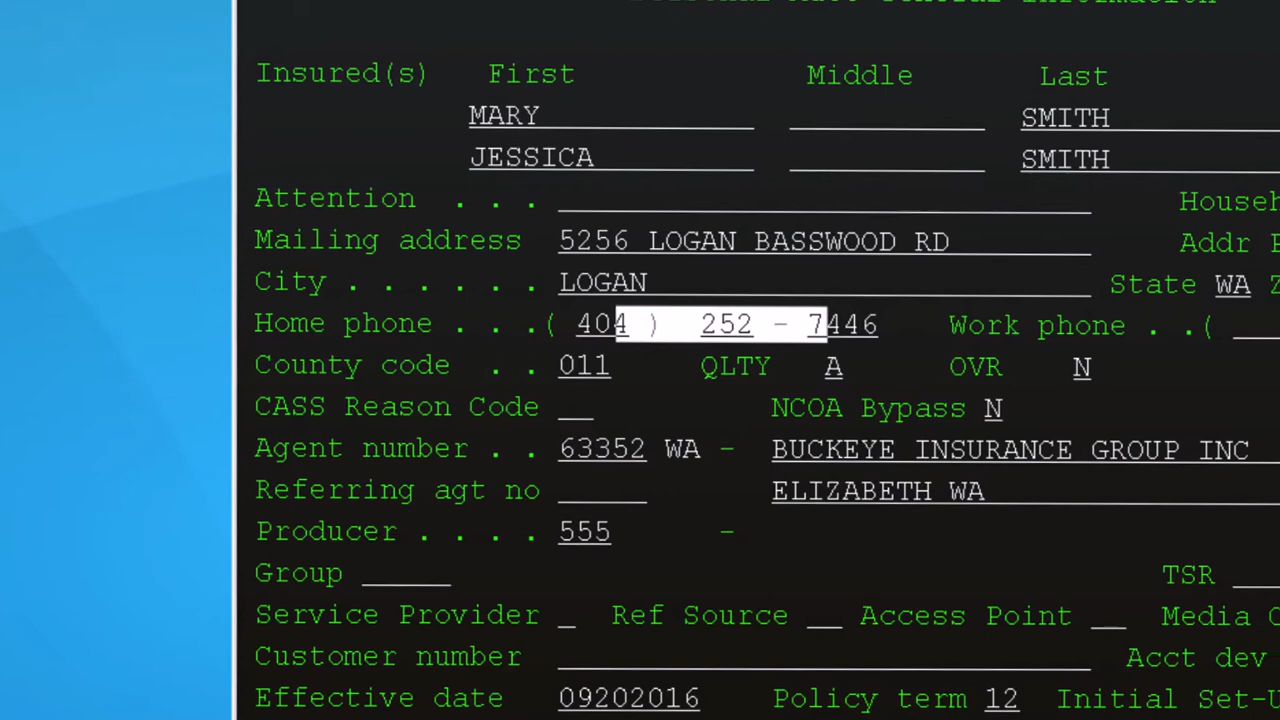 Insured(s) First Middle Last
MARY SMITH
JESSICA SMITH
Attention . . .
Mailing address 5256 LOGAN BASSWOOD RD
City . . . . . . LOGAN State WA
Home phone . . .( 404 ) 252 - 7446 Work phone . .(
County code . . 011 QLTY A OVR N
CASS Reason Code NCOA Bypass N
Agent number . . 63352 WA - BUCKEYE INSURANCE GROUP INC
Referring agt no ELIZABETH WA
Producer . . . . 555 -
Group TSR
Service Provider Ref Source Access Point Media
Customer number Acct dev
Effective date 09202016 Policy term 12 Initial